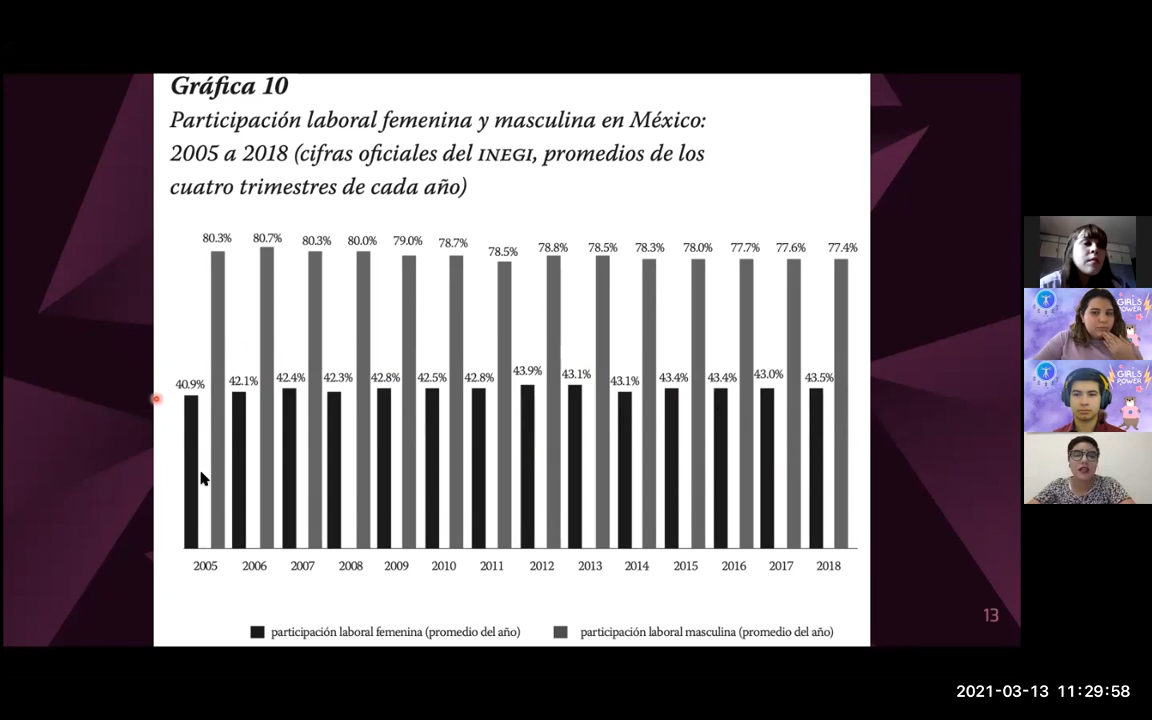 Gráfica 10
Participación laboral femenina y masculina en México:
2005 a 2018 (cifras oficiales del INEGI, promedios de los
cuatro trimestres de cada año)
80.3% 80.7% 80.3% 80.0% 79.0% 78.7% 78.5% 78.8% 78.5% 78.3% 78.0% 77.7% 77.6% 77.4%
40.9% 42.1% 42.4% 42.3% 42.8% 42.5% 42.8% 43.9% 43.1% 43.1% 43.4% 43.4% 43.0% 43.5%
2005 2006 2007 2008 2009 2010 2011 2012 2013 2014 2015 2016 2017 2018
participación laboral femenina (promedio del año) participación laboral masculina (promedio del año)
13
GIRLS
POWER
GIRLS
POWER
2021-03-13 11:29:58